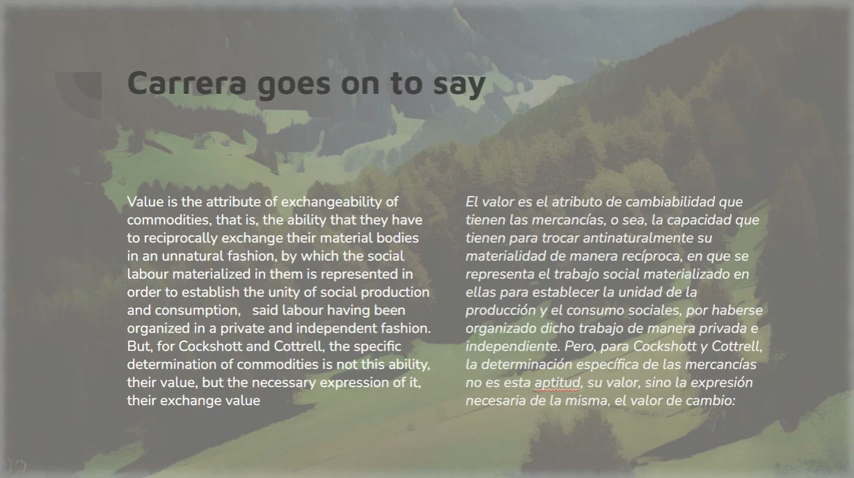 Carrera goes on to say
Value is the attribute of exchangeability of
commodities, that is, the ability that they have
to reciprocally exchange their material bodies
in an unnatural fashion, by which the social
labour materialized in them is represented in
order to establish the unity of social production
and consumption,   said labour having been
organized in a private and independent fashion.
But, for Cockshott and Cottrell, the specific
determination of commodities is not this ability,
their value, but the necessary expression of it,
their exchange value
El valor es el atributo de cambiabilidad que
tienen las mercancías, o sea, la capacidad que
tienen para trocar antinaturalmente su
materialidad de manera recíproca, en que se
representa el trabajo social materializado en
ellas para establecer la unidad de la
producción y el consumo sociales, por haberse
organizado dicho trabajo de manera privada e
independiente. Pero, para Cockshott y Cottrell,
la determinación específica de las mercancías
no es esta aptitud, su valor, sino la expresión
necesaria de la misma, el valor de cambio: